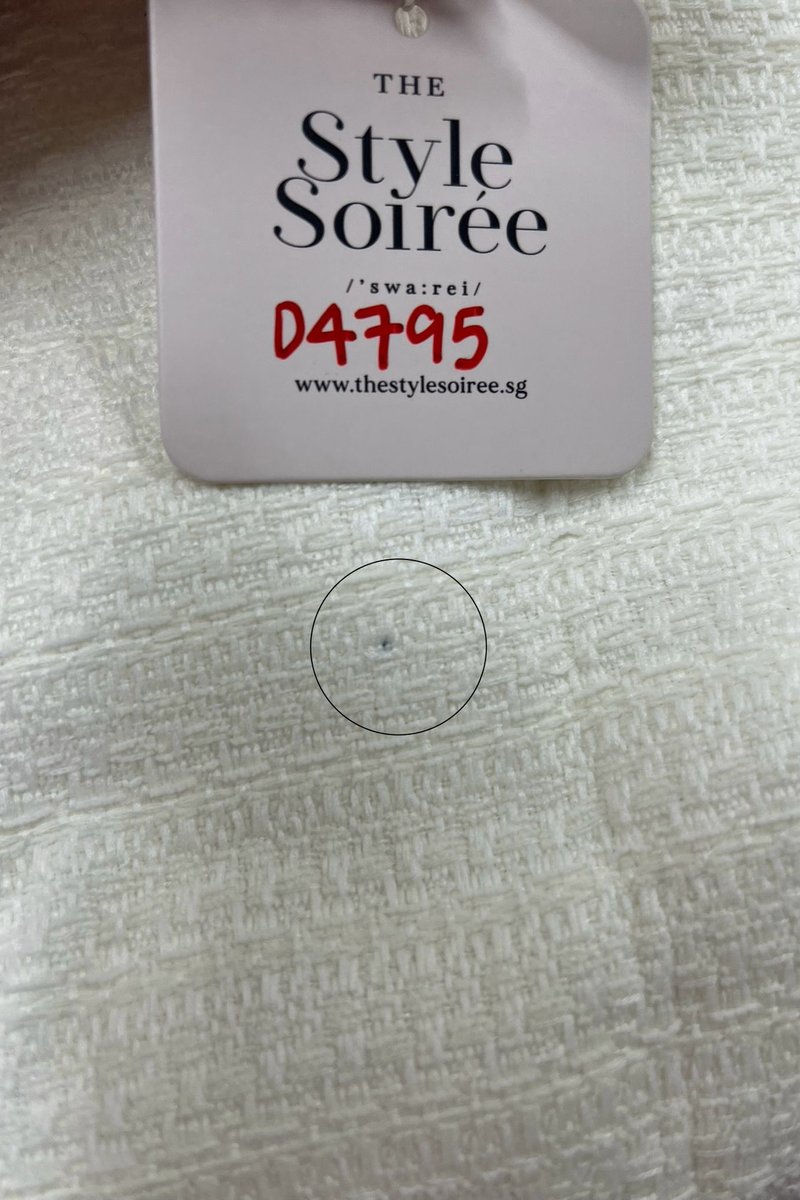 THE
Style
Soirée
/'swa:rei/
D4795
www.thestylesoiree.sg